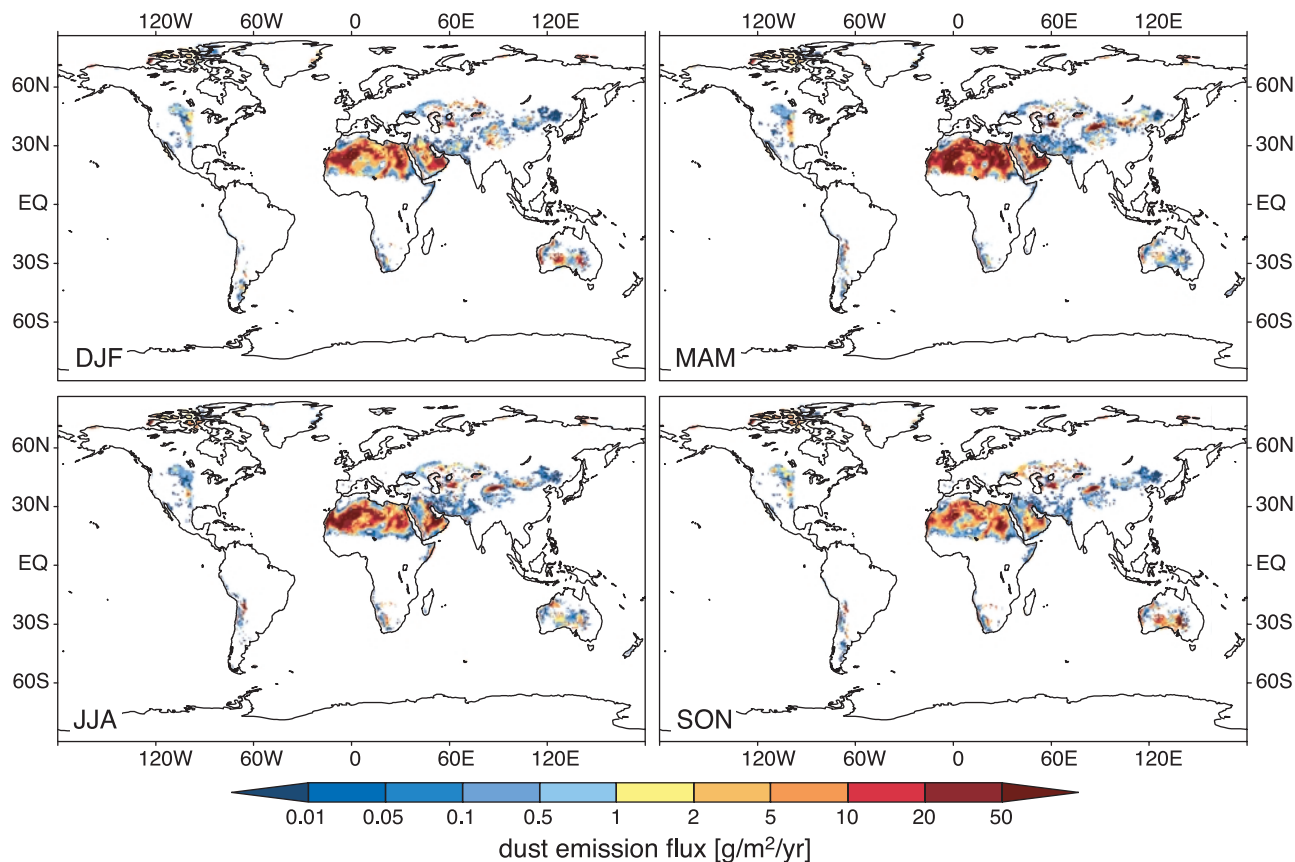 120W 60W 0 60E 120E 120W 60W 0 60E 120E
60N 60N
30N 30N
EQ EQ
30S 30S
60S 60S
DJF MAM
60N 60N
30N 30N
EQ EQ
30S 30S
60S 60S
JJA SON
120W 60W 0 60E 120E 120W 60W 0 60E 120E
0.01 0.05 0.1 0.5 1 2 5 10 20 50
dust emission flux [g/m²/yr]